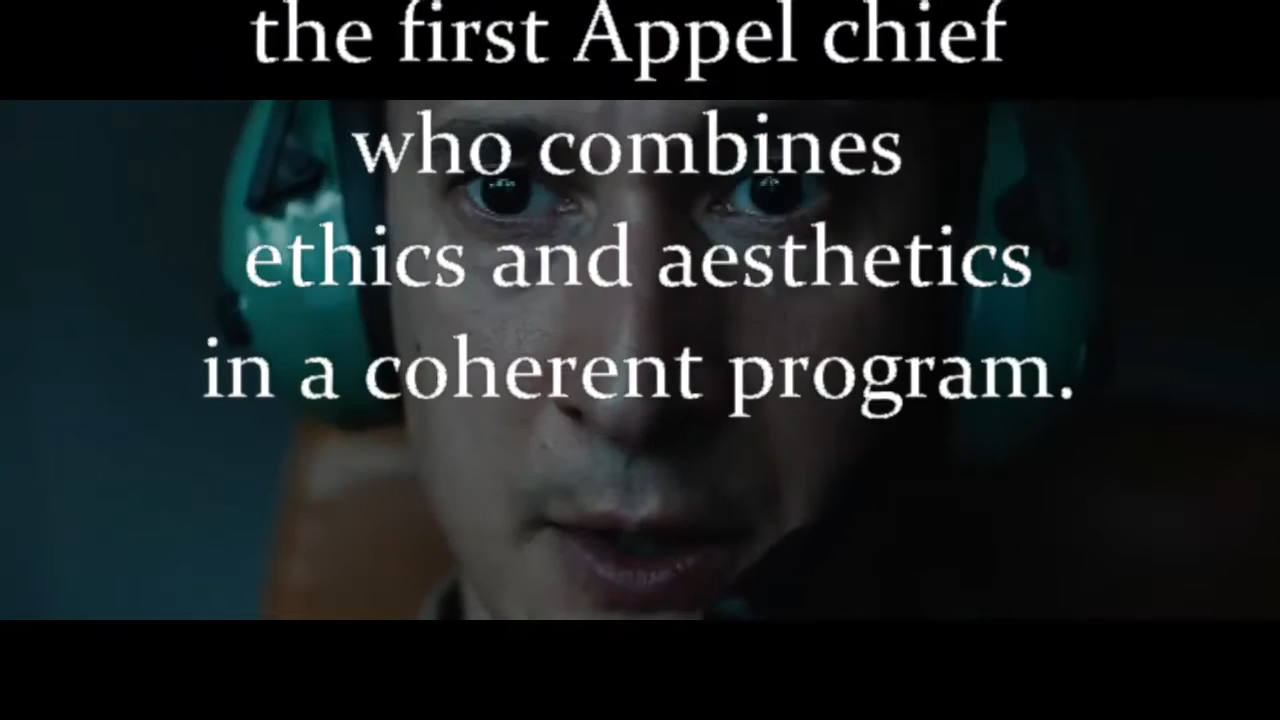 the first Appel chief
who combines
ethics and aesthetics
in a coherent program.